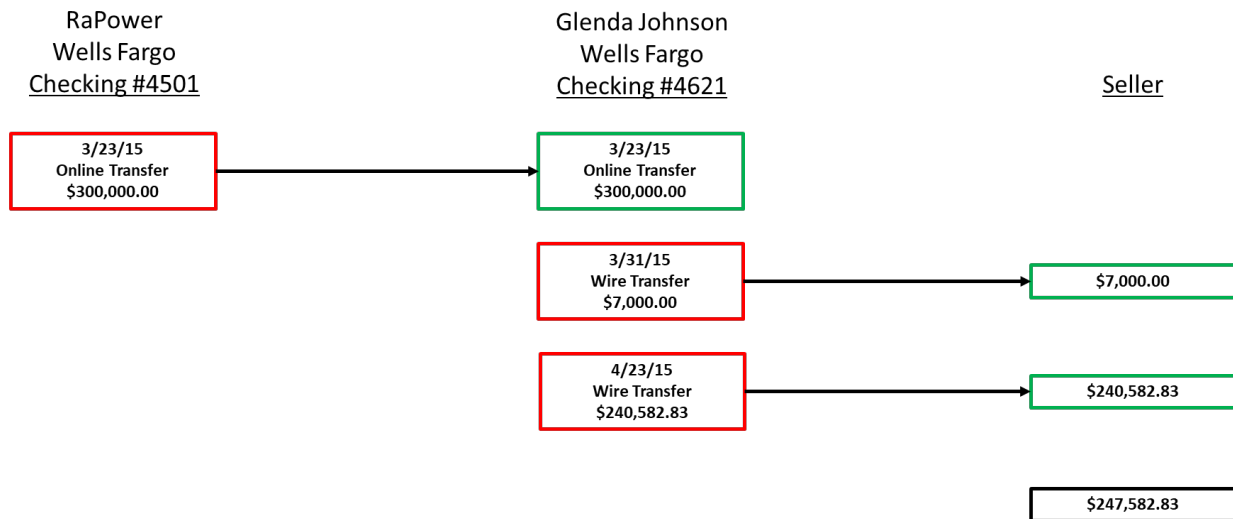 RaPower
Wells Fargo
Checking #4501
Glenda Johnson
Wells Fargo
Checking #4621
Seller
3/23/15
Online Transfer
$300,000.00
3/23/15
Online Transfer
$300,000.00
3/31/15
Wire Transfer
$7,000.00
$7,000.00
4/23/15
Wire Transfer
$240,582.83
$240,582.83
$247,582.83